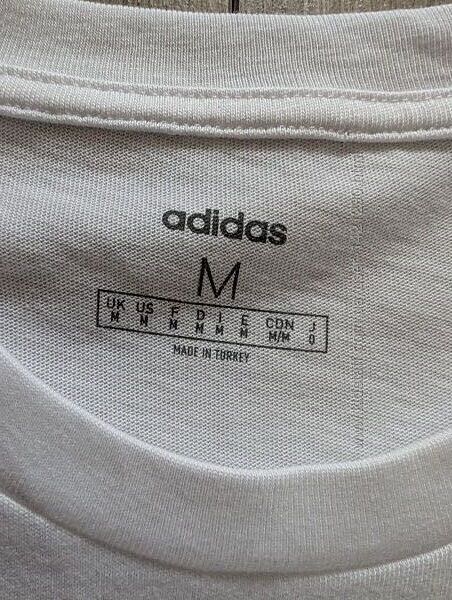 adidas
M
UK US F D I E CDN J
M M M M M M M/M O
MADE IN TURKEY